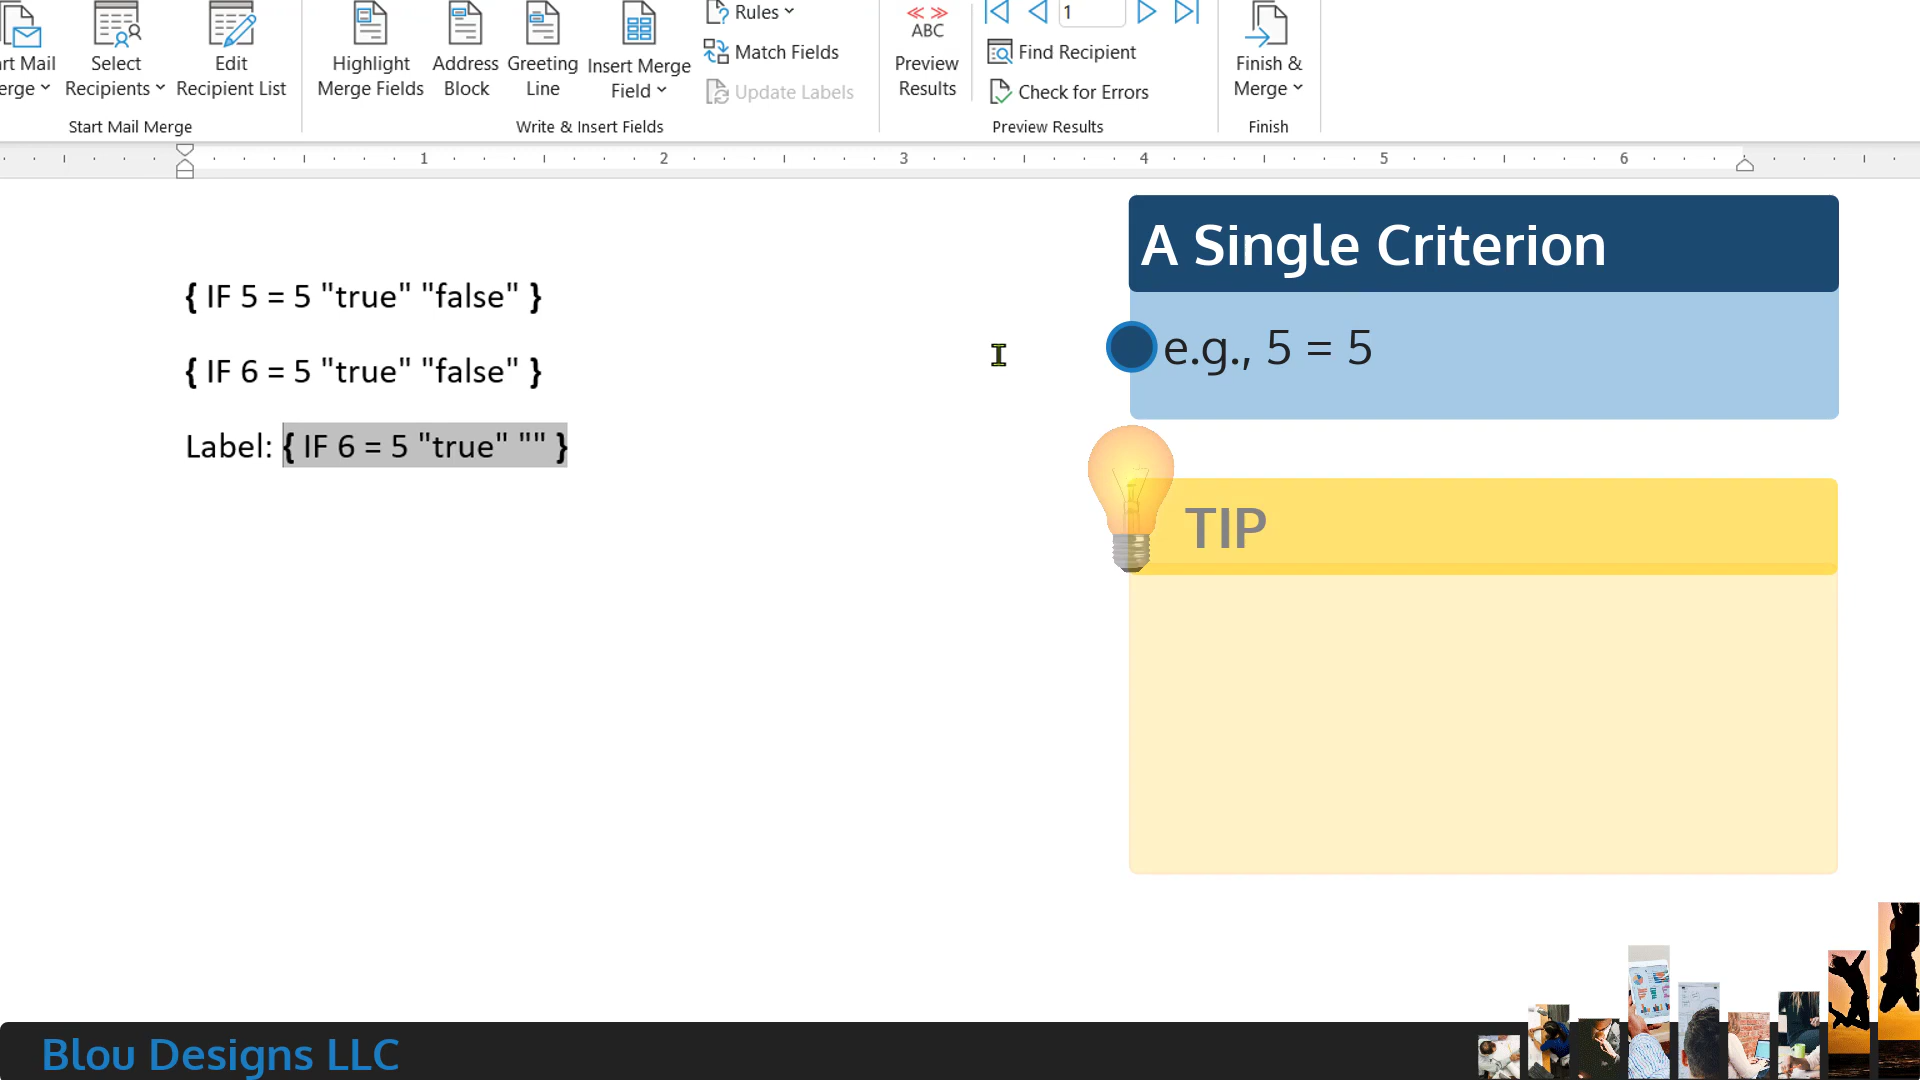 rt Mail
erge
Select
Recipients
Edit
Recipient List
Start Mail Merge
Highlight
Merge Fields
Address
Block
Greeting
Line
Insert Merge
Field
Rules
Match Fields
Update Labels
Write & Insert Fields
ABC
Preview
Results
1
Find Recipient
Check for Errors
Preview Results
Finish &
Merge
Finish
1 2 3 4 5 6
{ IF 5 = 5 "true" "false" }
{ IF 6 = 5 "true" "false" }
Label: { IF 6 = 5 "true" "" }
A Single Criterion
e.g., 5 = 5
TIP
Blou Designs LLC